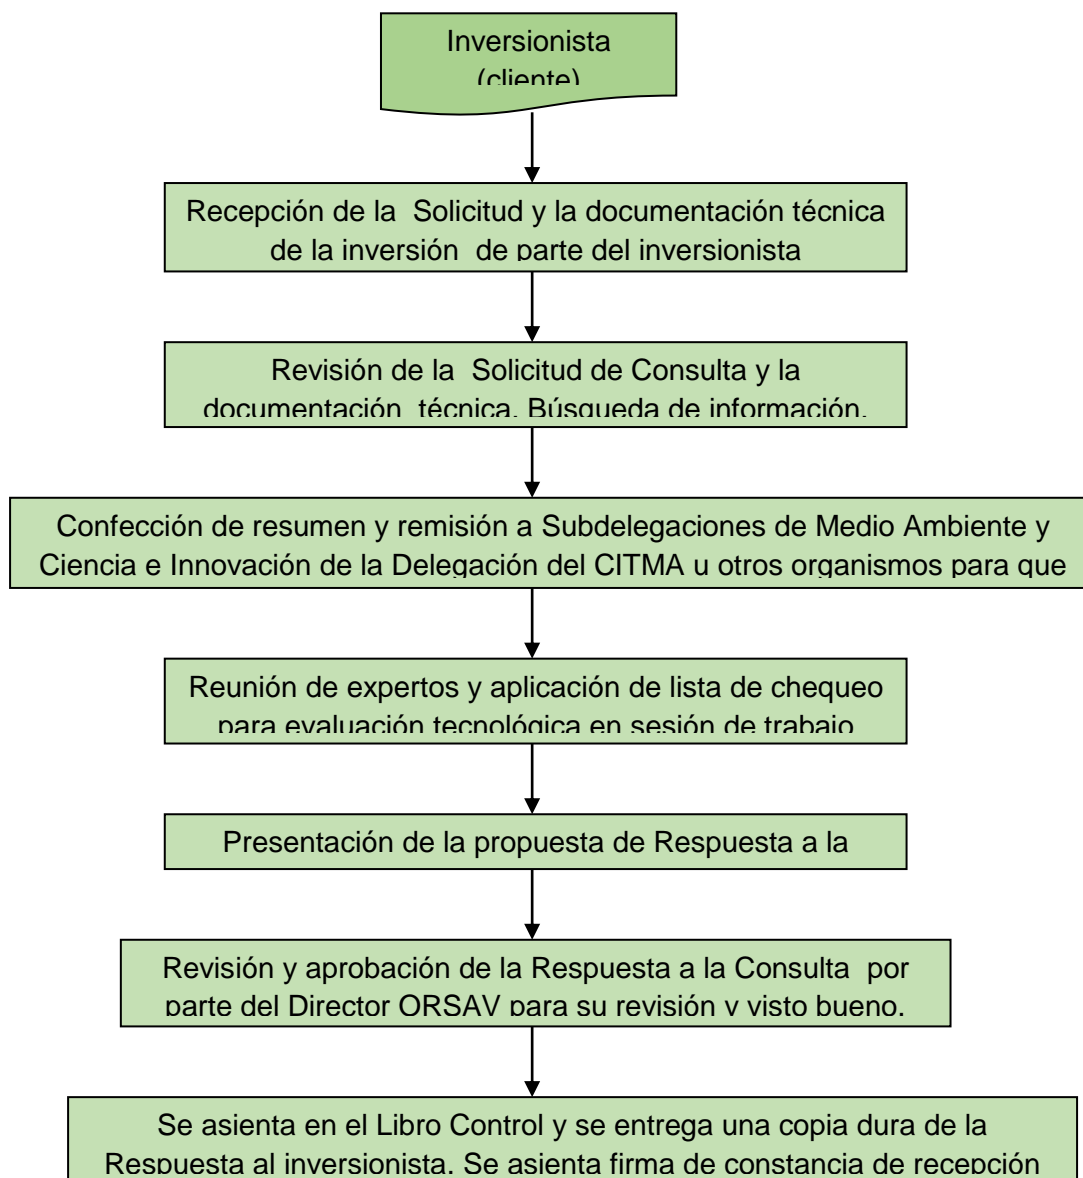 Inversionista
(cliente)
Recepción de la Solicitud y la documentación técnica
de la inversión de parte del inversionista
Revisión de la Solicitud de Consulta y la
documentación técnica. Búsqueda de información.
Confección de resumen y remisión a Subdelegaciones de Medio Ambiente y
Ciencia e Innovación de la Delegación del CITMA u otros organismos para que
Reunión de expertos y aplicación de lista de chequeo
para evaluación tecnológica en sesión de trabajo
Presentación de la propuesta de Respuesta a la
Revisión y aprobación de la Respuesta a la Consulta por
parte del Director ORSAV para su revisión y visto bueno.
Se asienta en el Libro Control y se entrega una copia dura de la
Respuesta al inversionista. Se asienta firma de constancia de recepción